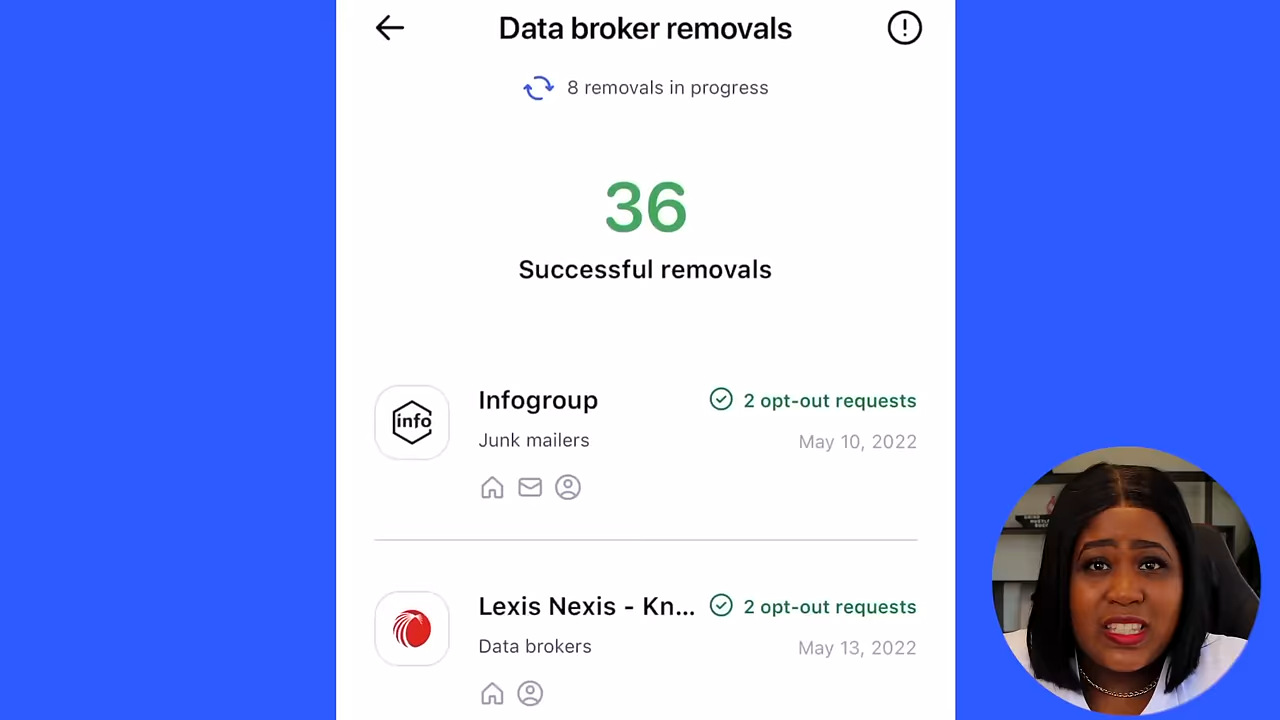 Data broker removals
8 removals in progress
36
Successful removals
info
Infogroup
2 opt-out requests
Junk mailers
May 10, 2022
Lexis Nexis - Kn...
2 opt-out requests
Data brokers
May 13, 2022